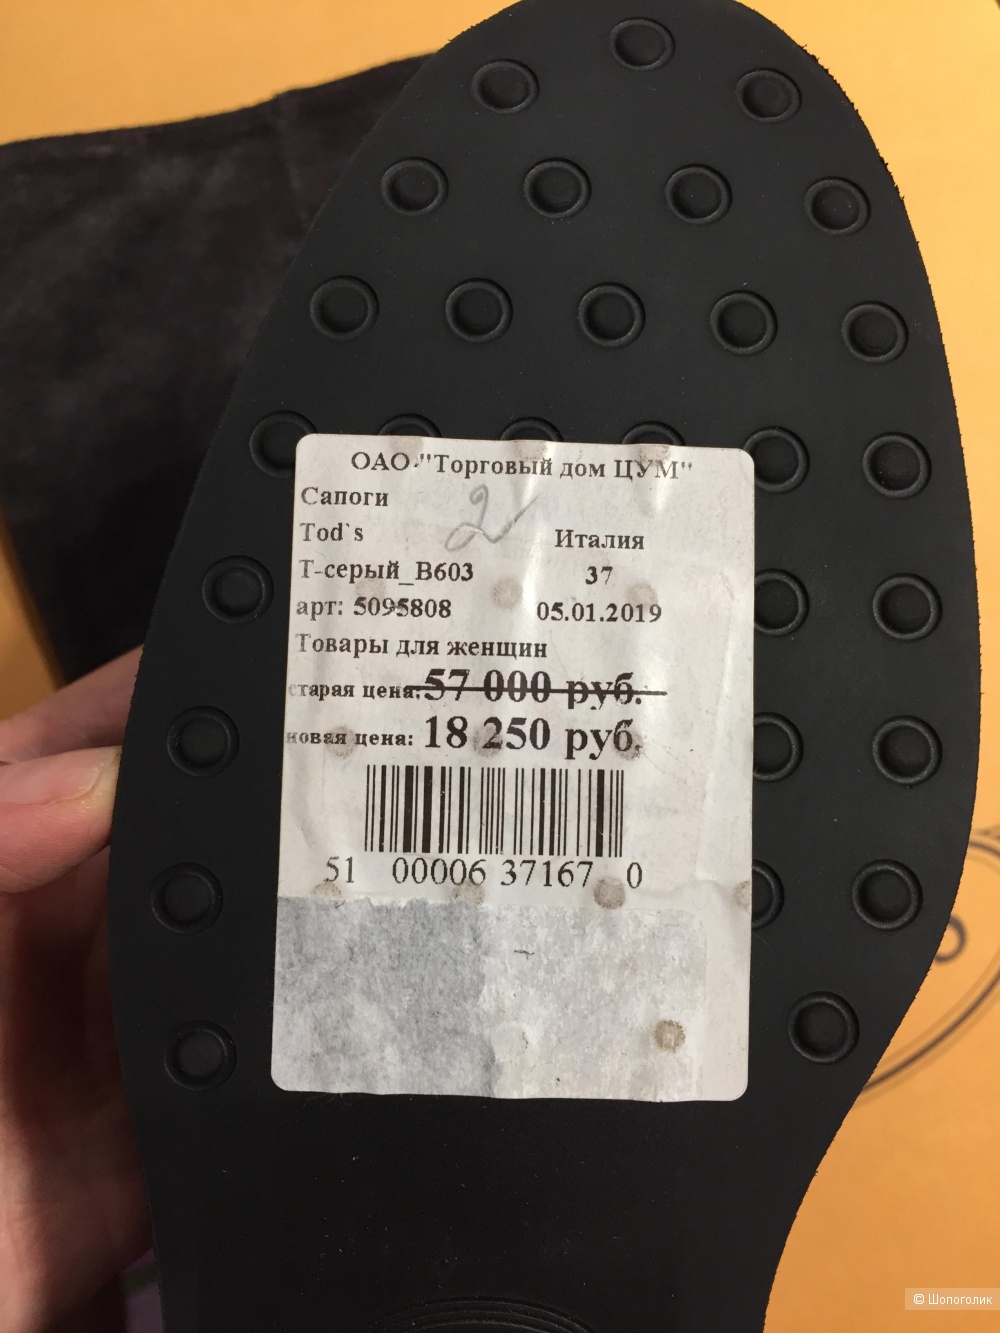 ОАО "Торговый дом ЦУМ"
Сапоги
2
Tod`s Италия
Т-серый_B603 37
арт: 5095808 05.01.2019
Товары для женщин
старая цена: 57 000 руб.
новая цена: 18 250 руб.
51 00006 37167 0
© Шопоголик